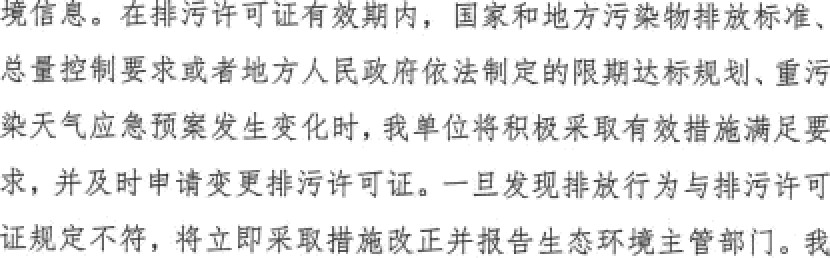 境信息。在排污许可证有效期内，国家和地方污染物排放标准、
总量控制要求或者地方人民政府依法制定的限期达标规划、重污
染天气应急预案发生变化时，我单位将积极采取有效措施满足要
求，并及时申请变更排污许可证。一旦发现排放行为与排污许可
证规定不符，将立即采取措施改正并报告生态环境主管部门。我